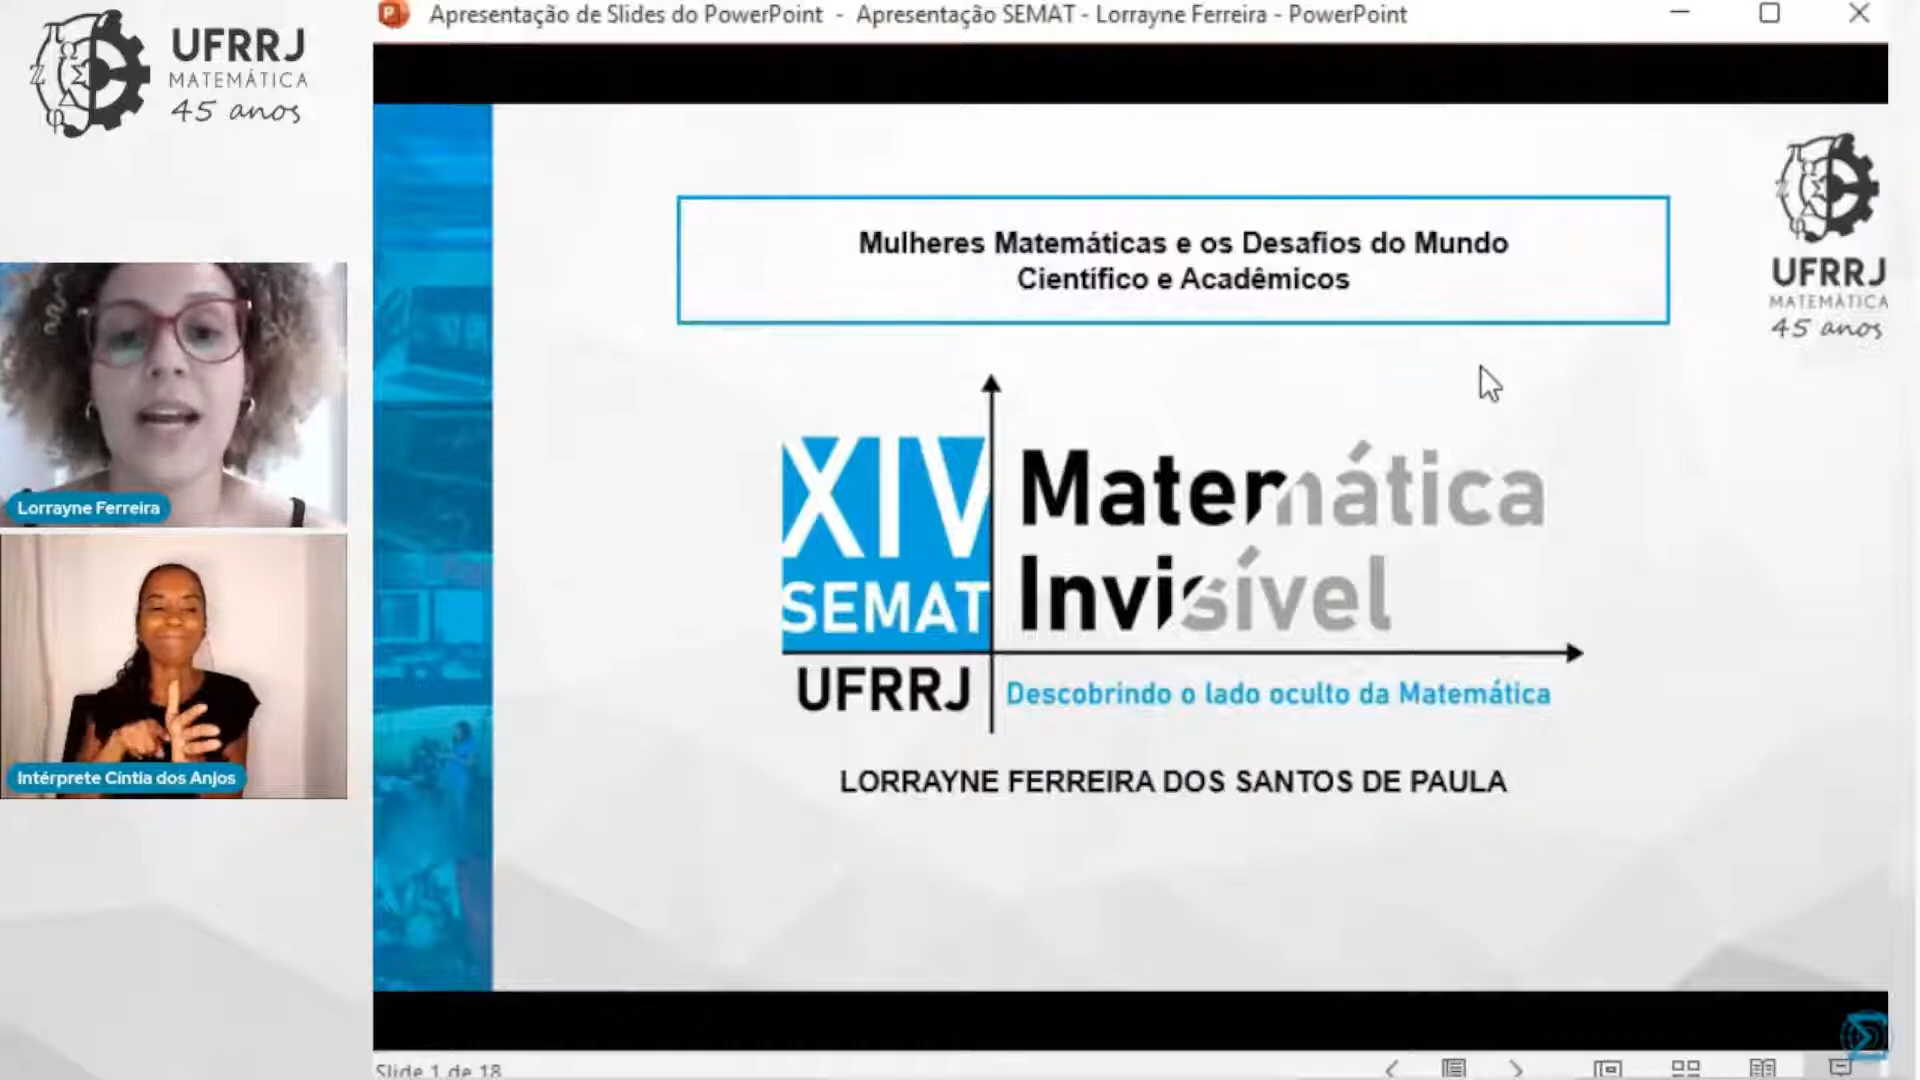 UFRRJ
MATEMÁTICA
45 anos
Apresentação de Slides do PowerPoint - Apresentação SEMAT - Lorrayne Ferreira - PowerPoint
Lorrayne Ferreira
Intérprete Cíntia dos Anjos
Mulheres Matemáticas e os Desafios do Mundo
Científico e Acadêmicos
UFRRJ
MATEMÁTICA
45 anos
XIV
SEMAT
UFRRJ
Matemática
Invisível
Descobrindo o lado oculto da Matemática
LORRAYNE FERREIRA DOS SANTOS DE PAULA
Slide 1 de 18